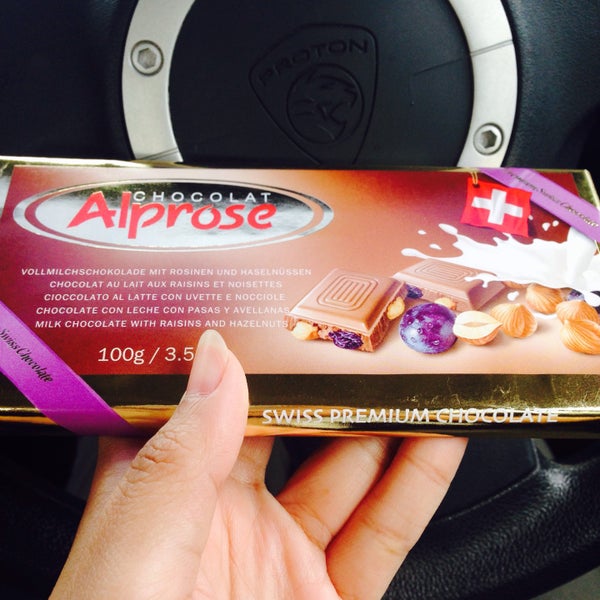 PROTON
CHOCOLAT
Alprose
VOLLMILCHSCHOKOLADE MIT ROSINEN UND HASELNÜSSEN
CHOCOLAT AU LAIT AUX RAISINS ET NOISETTES
CIOCCOLATO AL LATTE CON UVETTE E NOCCIOLE
CHOCOLATE CON LECHE CON PASAS Y AVELLANAS
MILK CHOCOLATE WITH RAISINS AND HAZELNUTS
100g / 3.5
SWISS PREMIUM CHOCOLATE
Swiss Chocolate
Swiss Chocolate